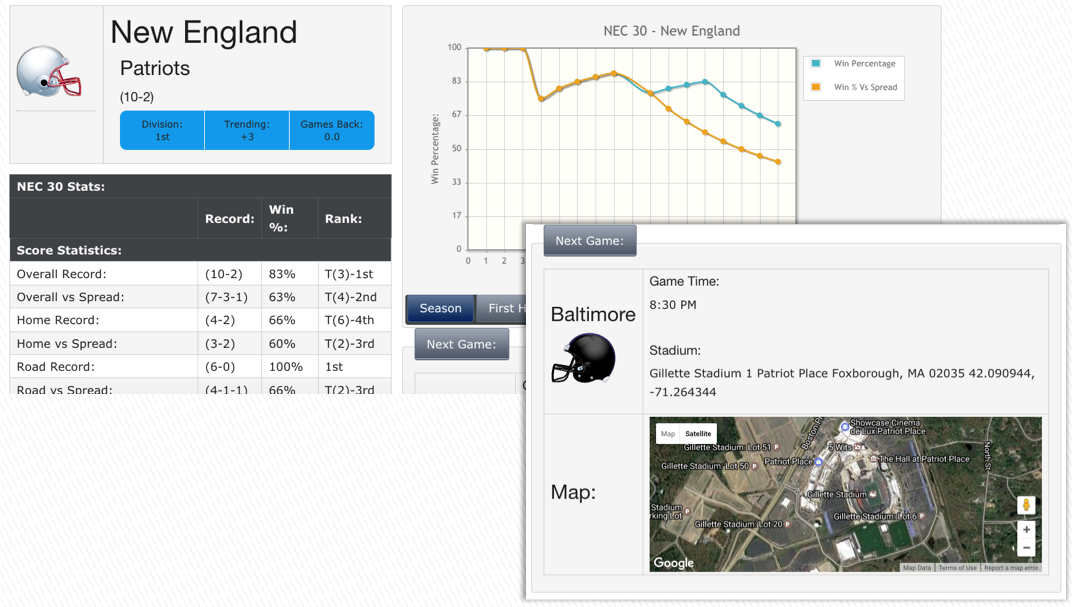 New England
Patriots
(10-2)
Division: 1st
Trending: +3
Games Back: 0.0
NEC 30 Stats:
Record: Win %: Rank:
Score Statistics:
Overall Record: (10-2) 83% T(3)-1st
Overall vs Spread: (7-3-1) 63% T(4)-2nd
Home Record: (4-2) 66% T(6)-4th
Home vs Spread: (3-2) 60% T(2)-3rd
Road Record: (6-0) 100% 1st
Road vs Spread: (4-1-1) 66% T(2)-3rd
NEC 30 - New England
Win Percentage:
100
83
67
50
33
17
0
0 1 2 3
Win Percentage
Win % Vs Spread
Season First H
Next Game:
Next Game:
Baltimore
Game Time:
8:30 PM
Stadium:
Gillette Stadium 1 Patriot Place Foxborough, MA 02035 42.090944,
-71.264344
Map:
Map Satellite
Showcase Cinema
de Lux Patriot Place
Boston Pr
Gillette Stadium: Lot 51
5 Wits
North St
Gillette Stadium: Lot 50
Patriot Place
The Hall at Patriot Place
Gillette Stadium
Stadium
rking Lot
Gillette Stadium: Lot 20
Gillette Stadium: Lot 6
Google
Map Data Terms of Use Report a map error